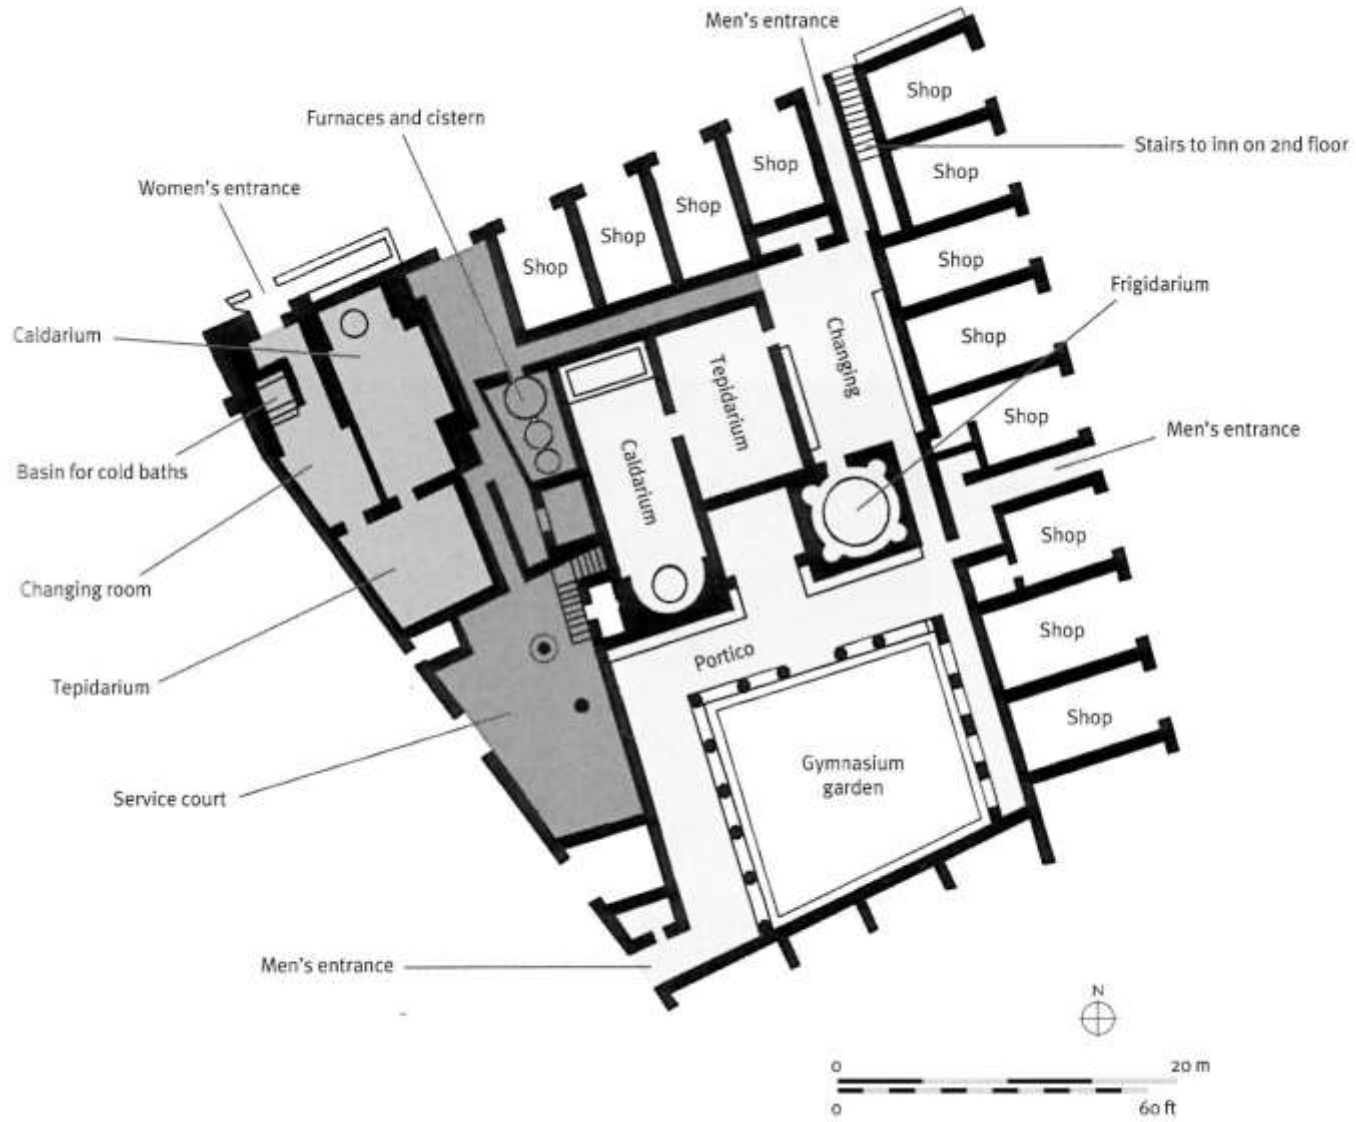 Men's entrance
Shop
Furnaces and cistern
Stairs to inn on 2nd floor
Shop
Shop
Women's entrance
Shop
Shop
Shop
Shop
Frigidarium
Caldarium
Shop
Changing
Tepidarium
Shop
Men's entrance
Basin for cold baths
Caldarium
Shop
Changing room
Shop
Portico
Tepidarium
Shop
Gymnasium
garden
Service court
Men's entrance
N
0 20 m
0 60 ft